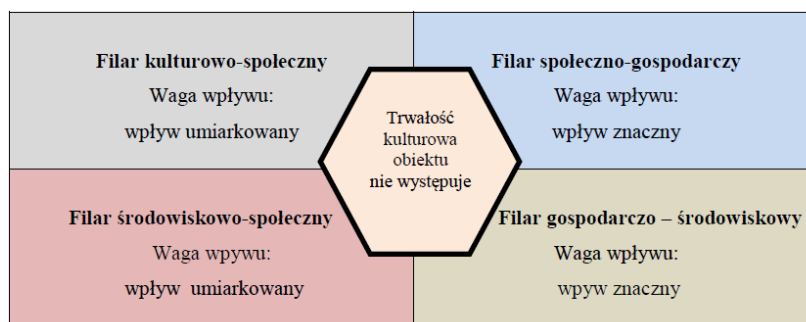 Filar kulturowo-społeczny
Waga wpływu:
wpływ umiarkowany
Filar społeczno-gospodarczy
Waga wpływu:
wpływ znaczny
Trwałość
kulturowa
obiektu
nie występuje
Filar środowiskowo-społeczny
Waga wpywu:
wpływ umiarkowany
Filar gospodarczo – środowiskowy
Waga wpływu:
wpyw znaczny